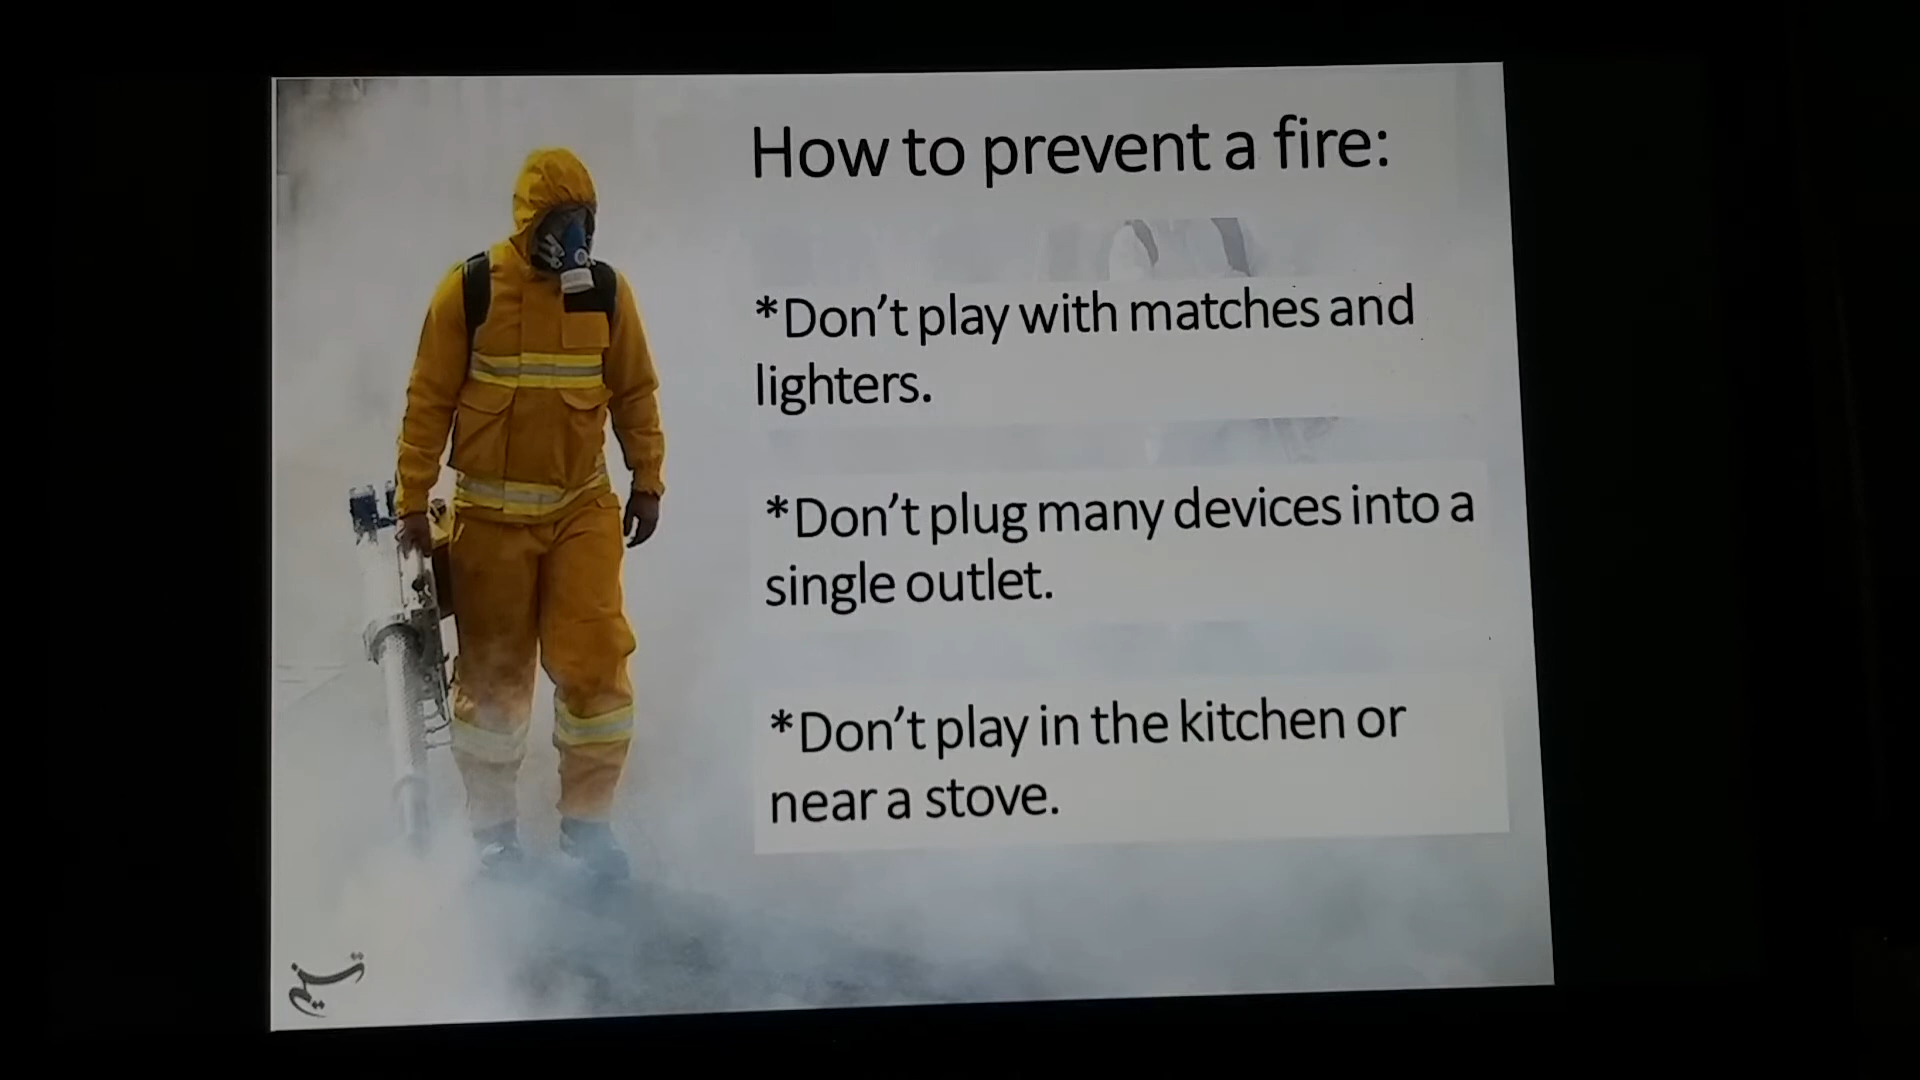 How to prevent a fire:
*Don't play with matches and
lighters.
*Don't plug many devices into a
single outlet.
*Don't play in the kitchen or
near a stove.